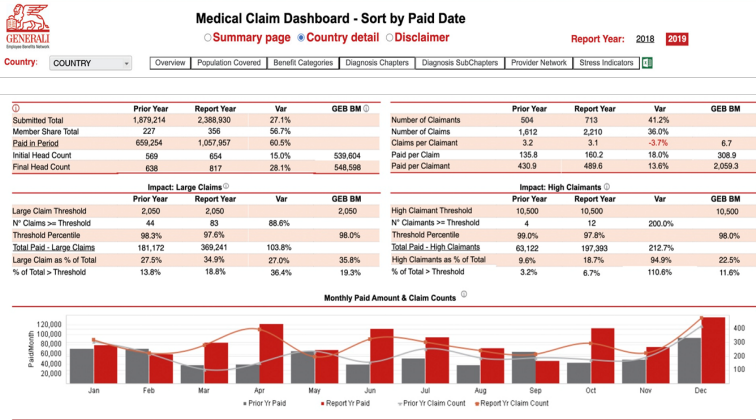 Medical Claim Dashboard - Sort by Paid Date
GENERALI
Employee Benefits Network
Summary page Country detail Disclaimer
Report Year: 2018 2019
Country: COUNTRY
Overview Population Covered Benefit Categories Diagnosis Chapters Diagnosis SubChapters Provider Network Stress Indicators
Prior Year Report Year Var GEB BM
Submitted Total 1,879,214 2,388,930 27.1%
Member Share Total 227 356 56.7%
Paid in Period 659,254 1,057,957 60.5%
Initial Head Count 569 654 15.0% 539,604
Final Head Count 638 817 28.1% 548,598
Prior Year Report Year Var GEB BM
Number of Claimants 504 713 41.2%
Number of Claims 1,612 2,210 36.0%
Claims per Claimant 3.2 3.1 -3.7% 6.7
Paid per Claim 135.8 160.2 18.0% 308.9
Paid per Claimant 430.9 489.6 13.6% 2,059.3
Impact: Large Claims
Prior Year Report Year Var GEB BM
Large Claim Threshold 2,050 2,050 2,050
N° Claims >= Threshold 44 83 88.6%
Threshold Percentile 98.3% 97.6% 98.0%
Total Paid - Large Claims 181,172 369,241 103.8%
Large Claim as % of Total 27.5% 34.9% 27.0% 35.8%
% of Total > Threshold 13.8% 18.8% 36.4% 19.3%
Impact: High Claimants
Prior Year Report Year Var GEB BM
High Claimant Threshold 10,500 10,500 10,500
N° Claimants >= Threshold 4 12 200.0%
Threshold Percentile 99.0% 97.8% 98.0%
Total Paid - High Claimants 63,122 197,393 212.7%
High Claimants as % of Total 9.6% 18.7% 94.9% 22.5%
% of Total > Threshold 3.2% 6.7% 110.6% 11.6%
Monthly Paid Amount & Claim Counts
Paid/Month
120,000
100,000
80,000
60,000
40,000
20,000
400
300
200
100
Jan Feb Mar Apr May Jun Jul Aug Sep Oct Nov Dec
Prior Yr Paid Report Yr Paid Prior Yr Claim Count Report Yr Claim Count